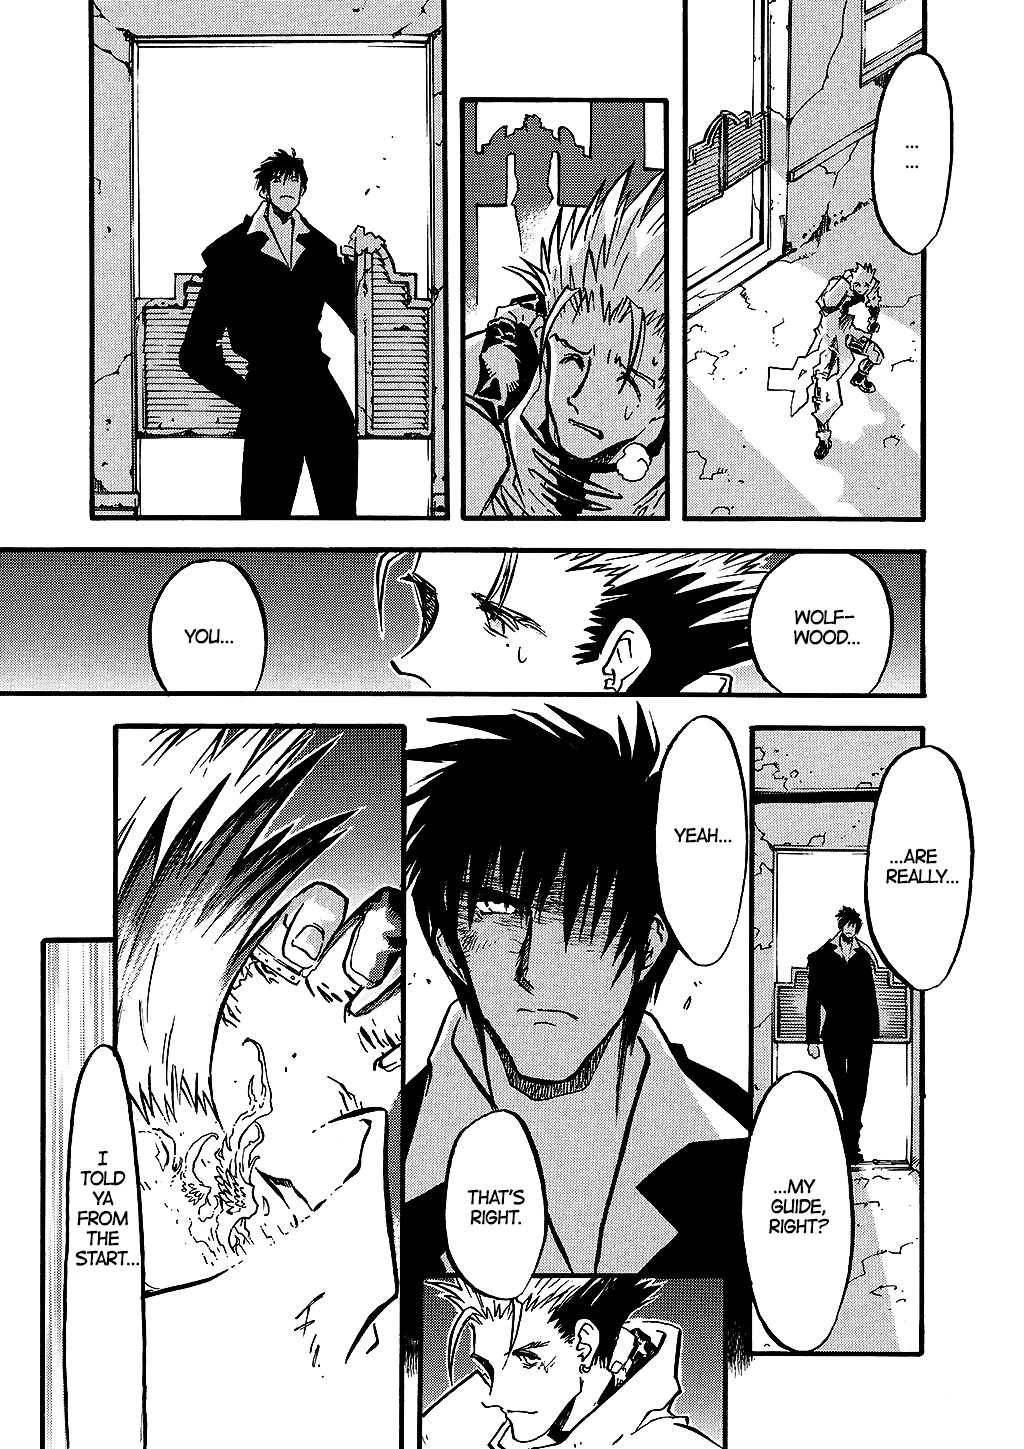 ...
...
WOLF-
WOOD...
YOU...
...ARE
REALLY...
...MY
GUIDE,
RIGHT?
YEAH...
THAT'S
RIGHT.
I
TOLD
YA
FROM
THE
START...